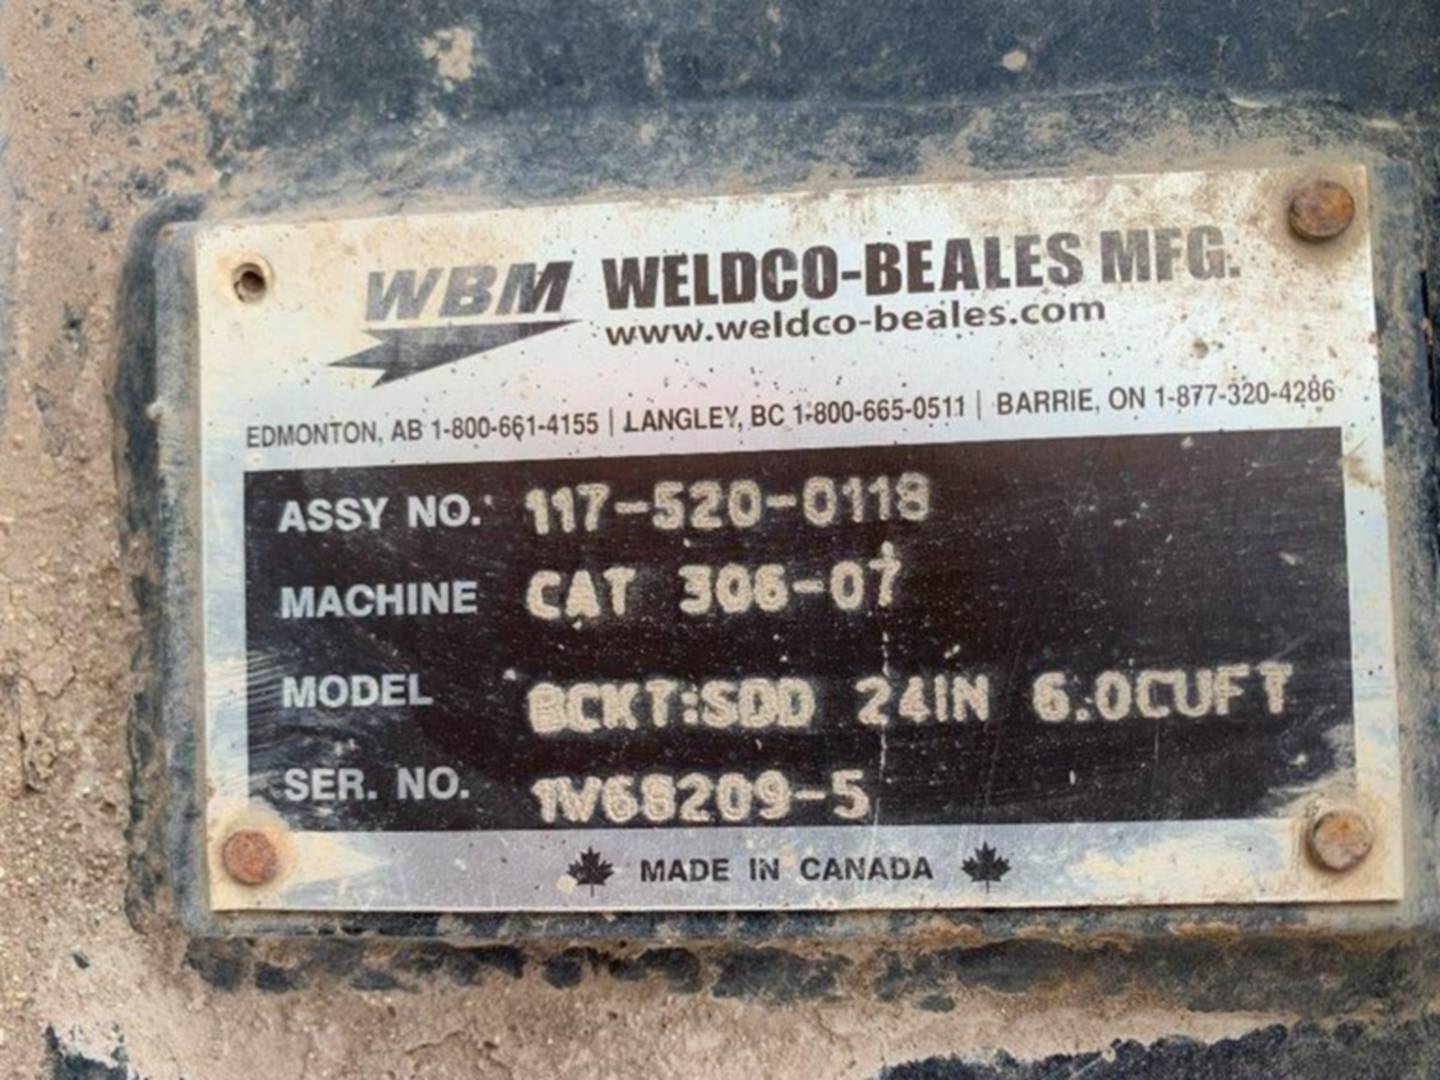 WBM WELDCO-BEALES MFG.
www.weldco-beales.com
EDMONTON, AB 1-800-661-4155 | LANGLEY, BC 1-800-665-0511 | BARRIE, ON 1-877-320-4286
ASSY NO. 117-520-0118
MACHINE CAT 306-07
MODEL BCKT:SDD 24IN 6.0CUFT
SER. NO. 1W68209-5
MADE IN CANADA